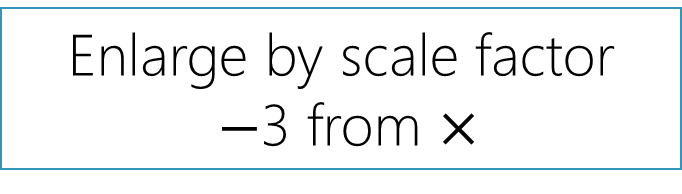 Enlarge by scale factor
−3 from ×